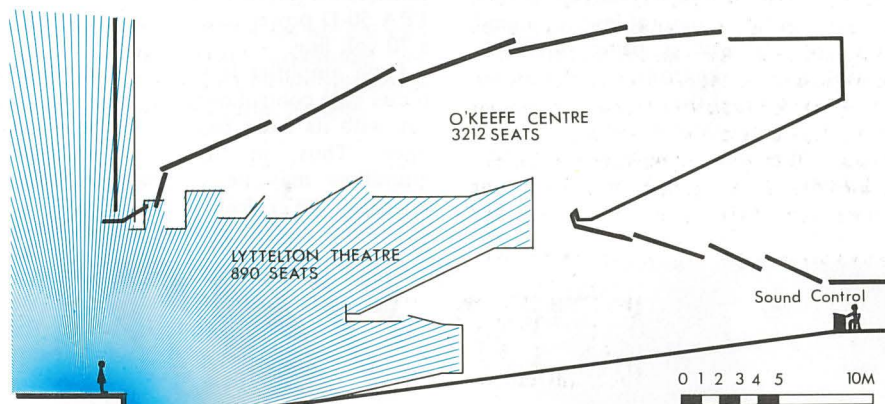 O'KEEFE CENTRE
3212 SEATS
LYTTELTON THEATRE
890 SEATS
Sound Control
0 1 2 3 4 5 10M